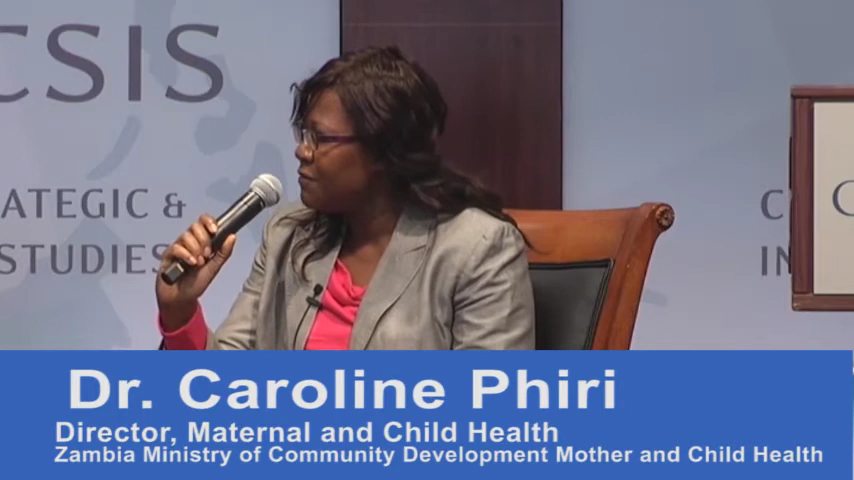 CSIS
ATEGIC &
STUDIES
C
C
IN
Dr. Caroline Phiri
Director, Maternal and Child Health
Zambia Ministry of Community Development Mother and Child Health